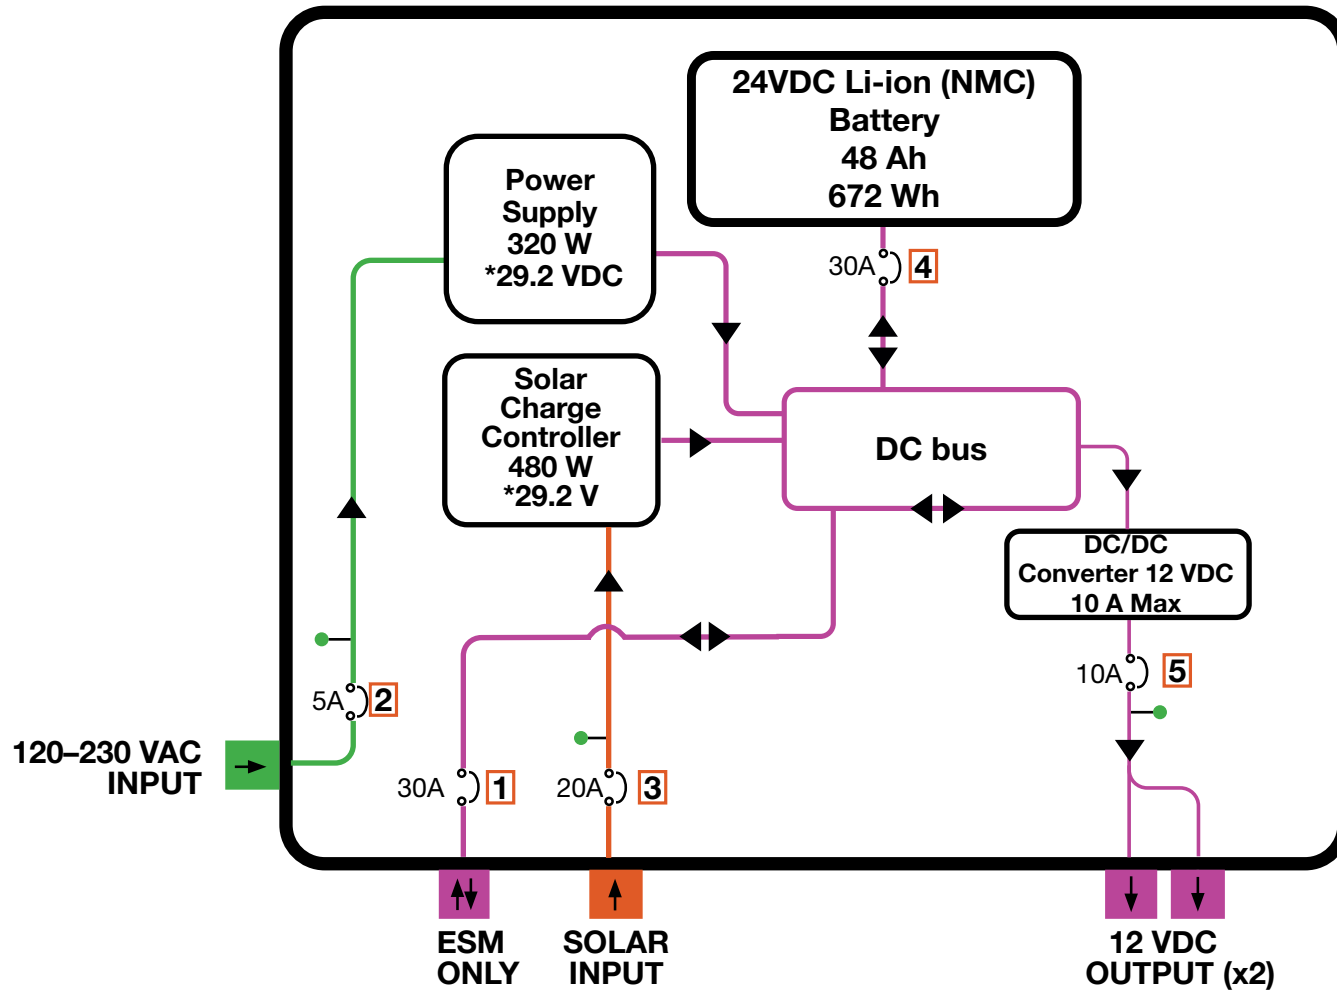 24VDC Li-ion (NMC)
Battery
48 Ah
672 Wh
Power
Supply
320 W
*29.2 VDC
30A
4
Solar
Charge
Controller
480 W
*29.2 V
DC bus
DC/DC
Converter 12 VDC
10 A Max
10A
5
5A
2
120–230 VAC
INPUT
30A
1
20A
3
ESM
ONLY
SOLAR
INPUT
12 VDC
OUTPUT (x2)